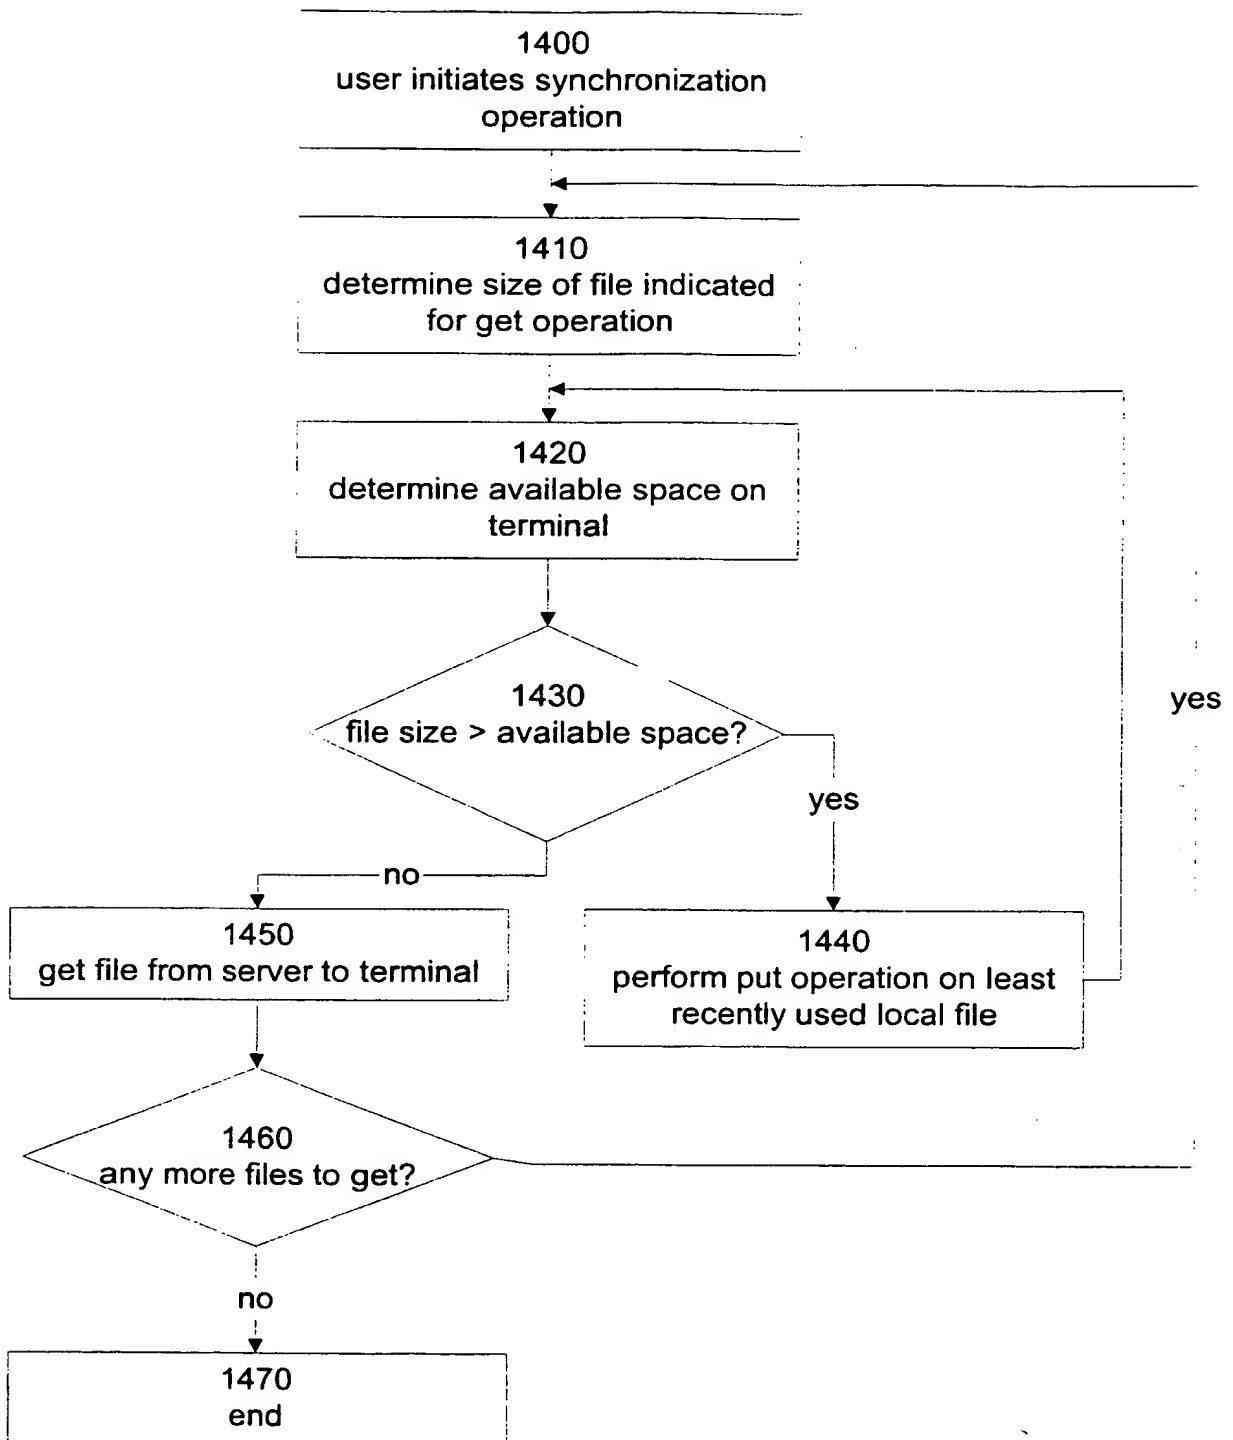 1400
user initiates synchronization
operation
1410
determine size of file indicated
for get operation
1420
determine available space on
terminal
1430
file size > available space?
yes
yes
no
1450
get file from server to terminal
1440
perform put operation on least
recently used local file
1460
any more files to get?
no
1470
end